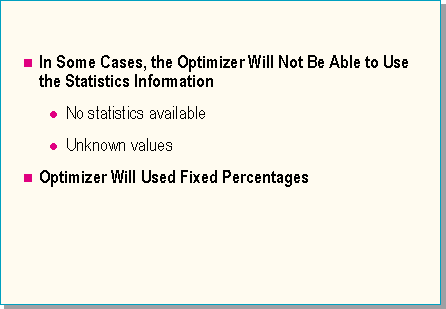 In Some Cases, the Optimizer Will Not Be Able to Use
the Statistics Information
No statistics available
Unknown values
Optimizer Will Used Fixed Percentages